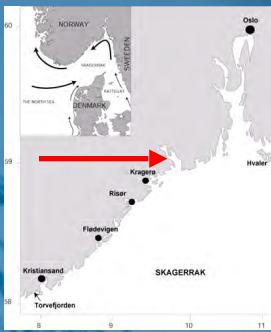 60
NORWAY
SWEDEN
SKAGERRAK
KATTEGAT
THE NORTH SEA
DENMARK
Oslo
59
Hvaler
Kragerø
Risør
Flødevigen
Kristiansand
SKAGERRAK
58
Torvefjorden
8
9
10
11